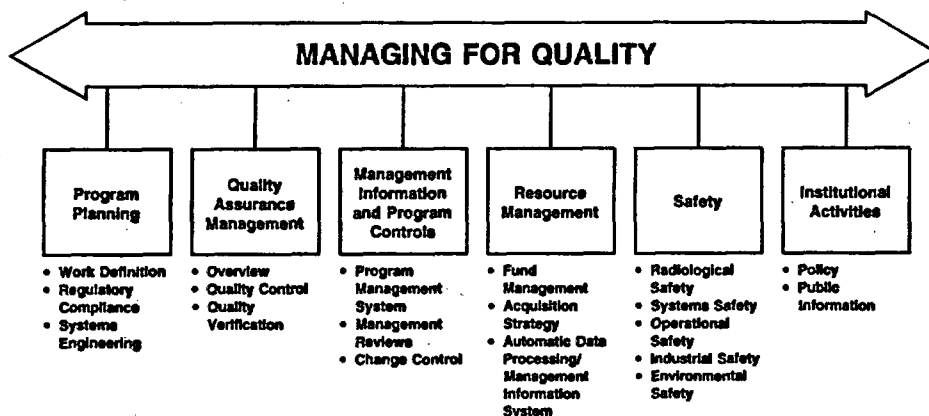 MANAGING FOR QUALITY
Program
Planning
• Work Definition
• Regulatory
Compliance
• Systems
Engineering
Quality
Assurance
Management
• Overview
• Quality Control
• Quality
Verification
Management
Information
and Program
Controls
• Program
Management
System
• Management
Reviews
• Change Control
Resource
Management
• Fund
Management
• Acquisition
Strategy
• Automatic Data
Processing/
Management
Information
System
Safety
• Radiological
Safety
• Systems Safety
• Operational
Safety
• Industrial Safety
• Environmental
Safety
Institutional
Activities
• Policy
• Public
Information